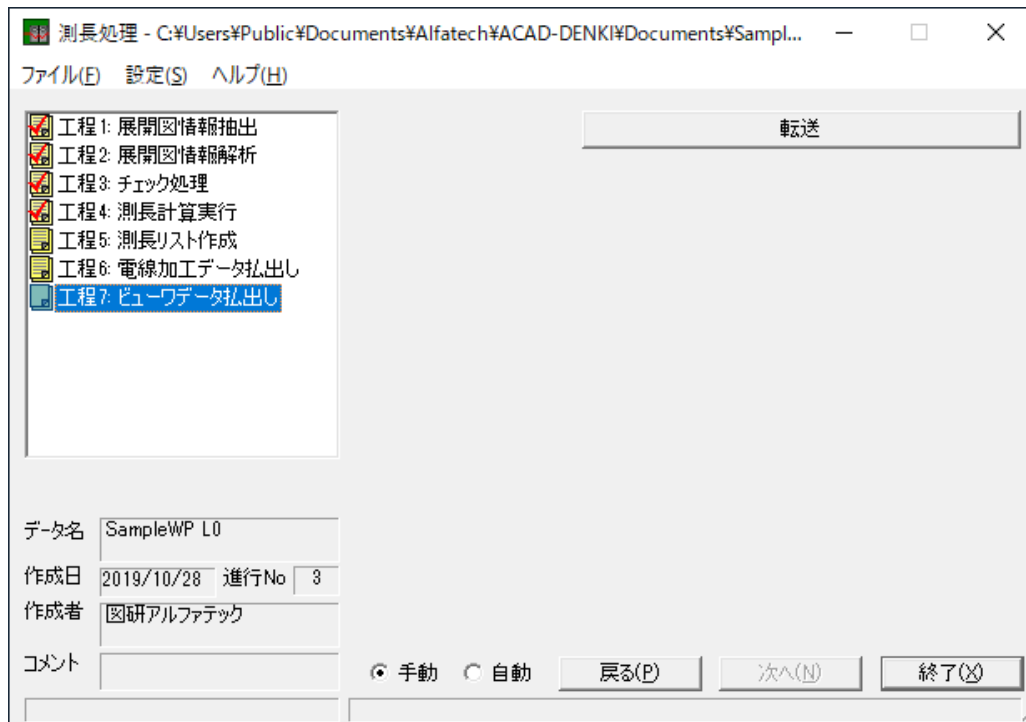 測長処理 - C:¥Users¥Public¥Documents¥Alfatech¥ACAD-DENKI¥Documents¥Sampl...
ファイル(F) 設定(S) ヘルプ(H)
工程1: 展開図情報抽出
工程2: 展開図情報解析
工程3: チェック処理
工程4: 測長計算実行
工程5: 測長リスト作成
工程6: 電線加工データ払出し
工程7: ビューワデータ払出し
転送
データ名 SampleWP L0
作成日 2019/10/28 進行No 3
作成者 図研アルファテック
コメント
手動 自動 戻る(P) 次へ(N) 終了(X)